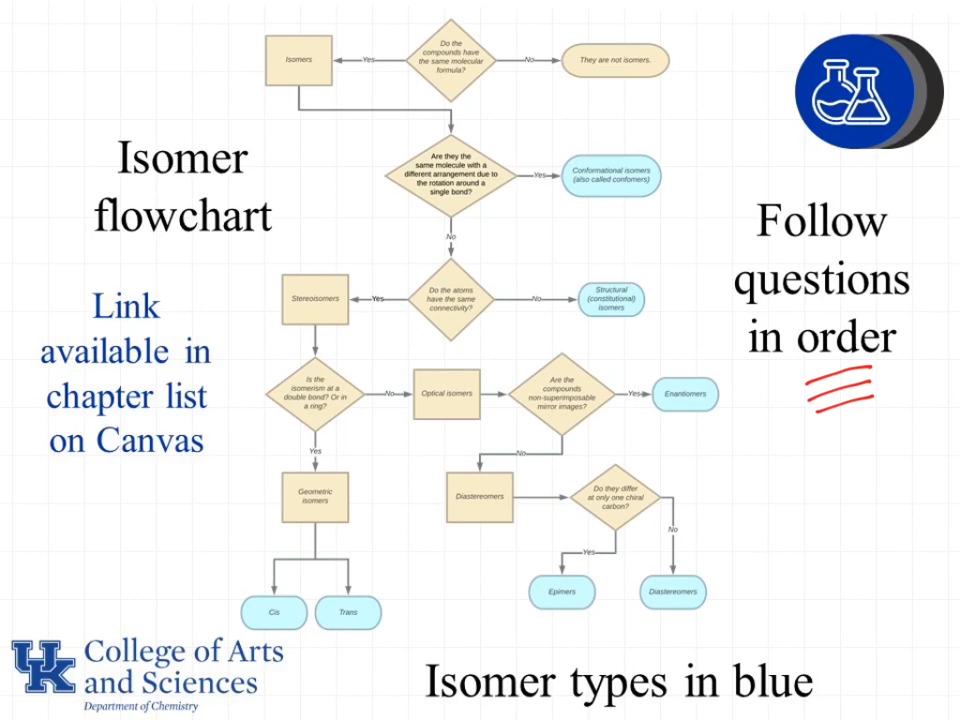 Do the
compounds have
the same molecular
formula?
Isomers
Yes
No
They are not isomers.
Isomer
flowchart
Are they the
same molecule with a
different arrangement due to
the rotation around a
single bond?
Yes
Conformational isomers
(also called confomers)
No
Follow
questions
in order
Link
available in
chapter list
on Canvas
Stereoisomers
Yes
Do the atoms
have the same
connectivity?
No
Structural
(constitutional)
isomers
Is the
isomerism at a
double bond? Or in
a ring?
No
Optical isomers
Are the
compounds
non-superimposable
mirror images?
Yes
Enantiomers
Yes
No
Geometric
isomers
Diastereomers
Do they differ
at only one chiral
carbon?
No
Yes
Cis
Trans
Epimers
Diastereomers
UK
College of Arts
and Sciences
Department of Chemistry
Isomer types in blue